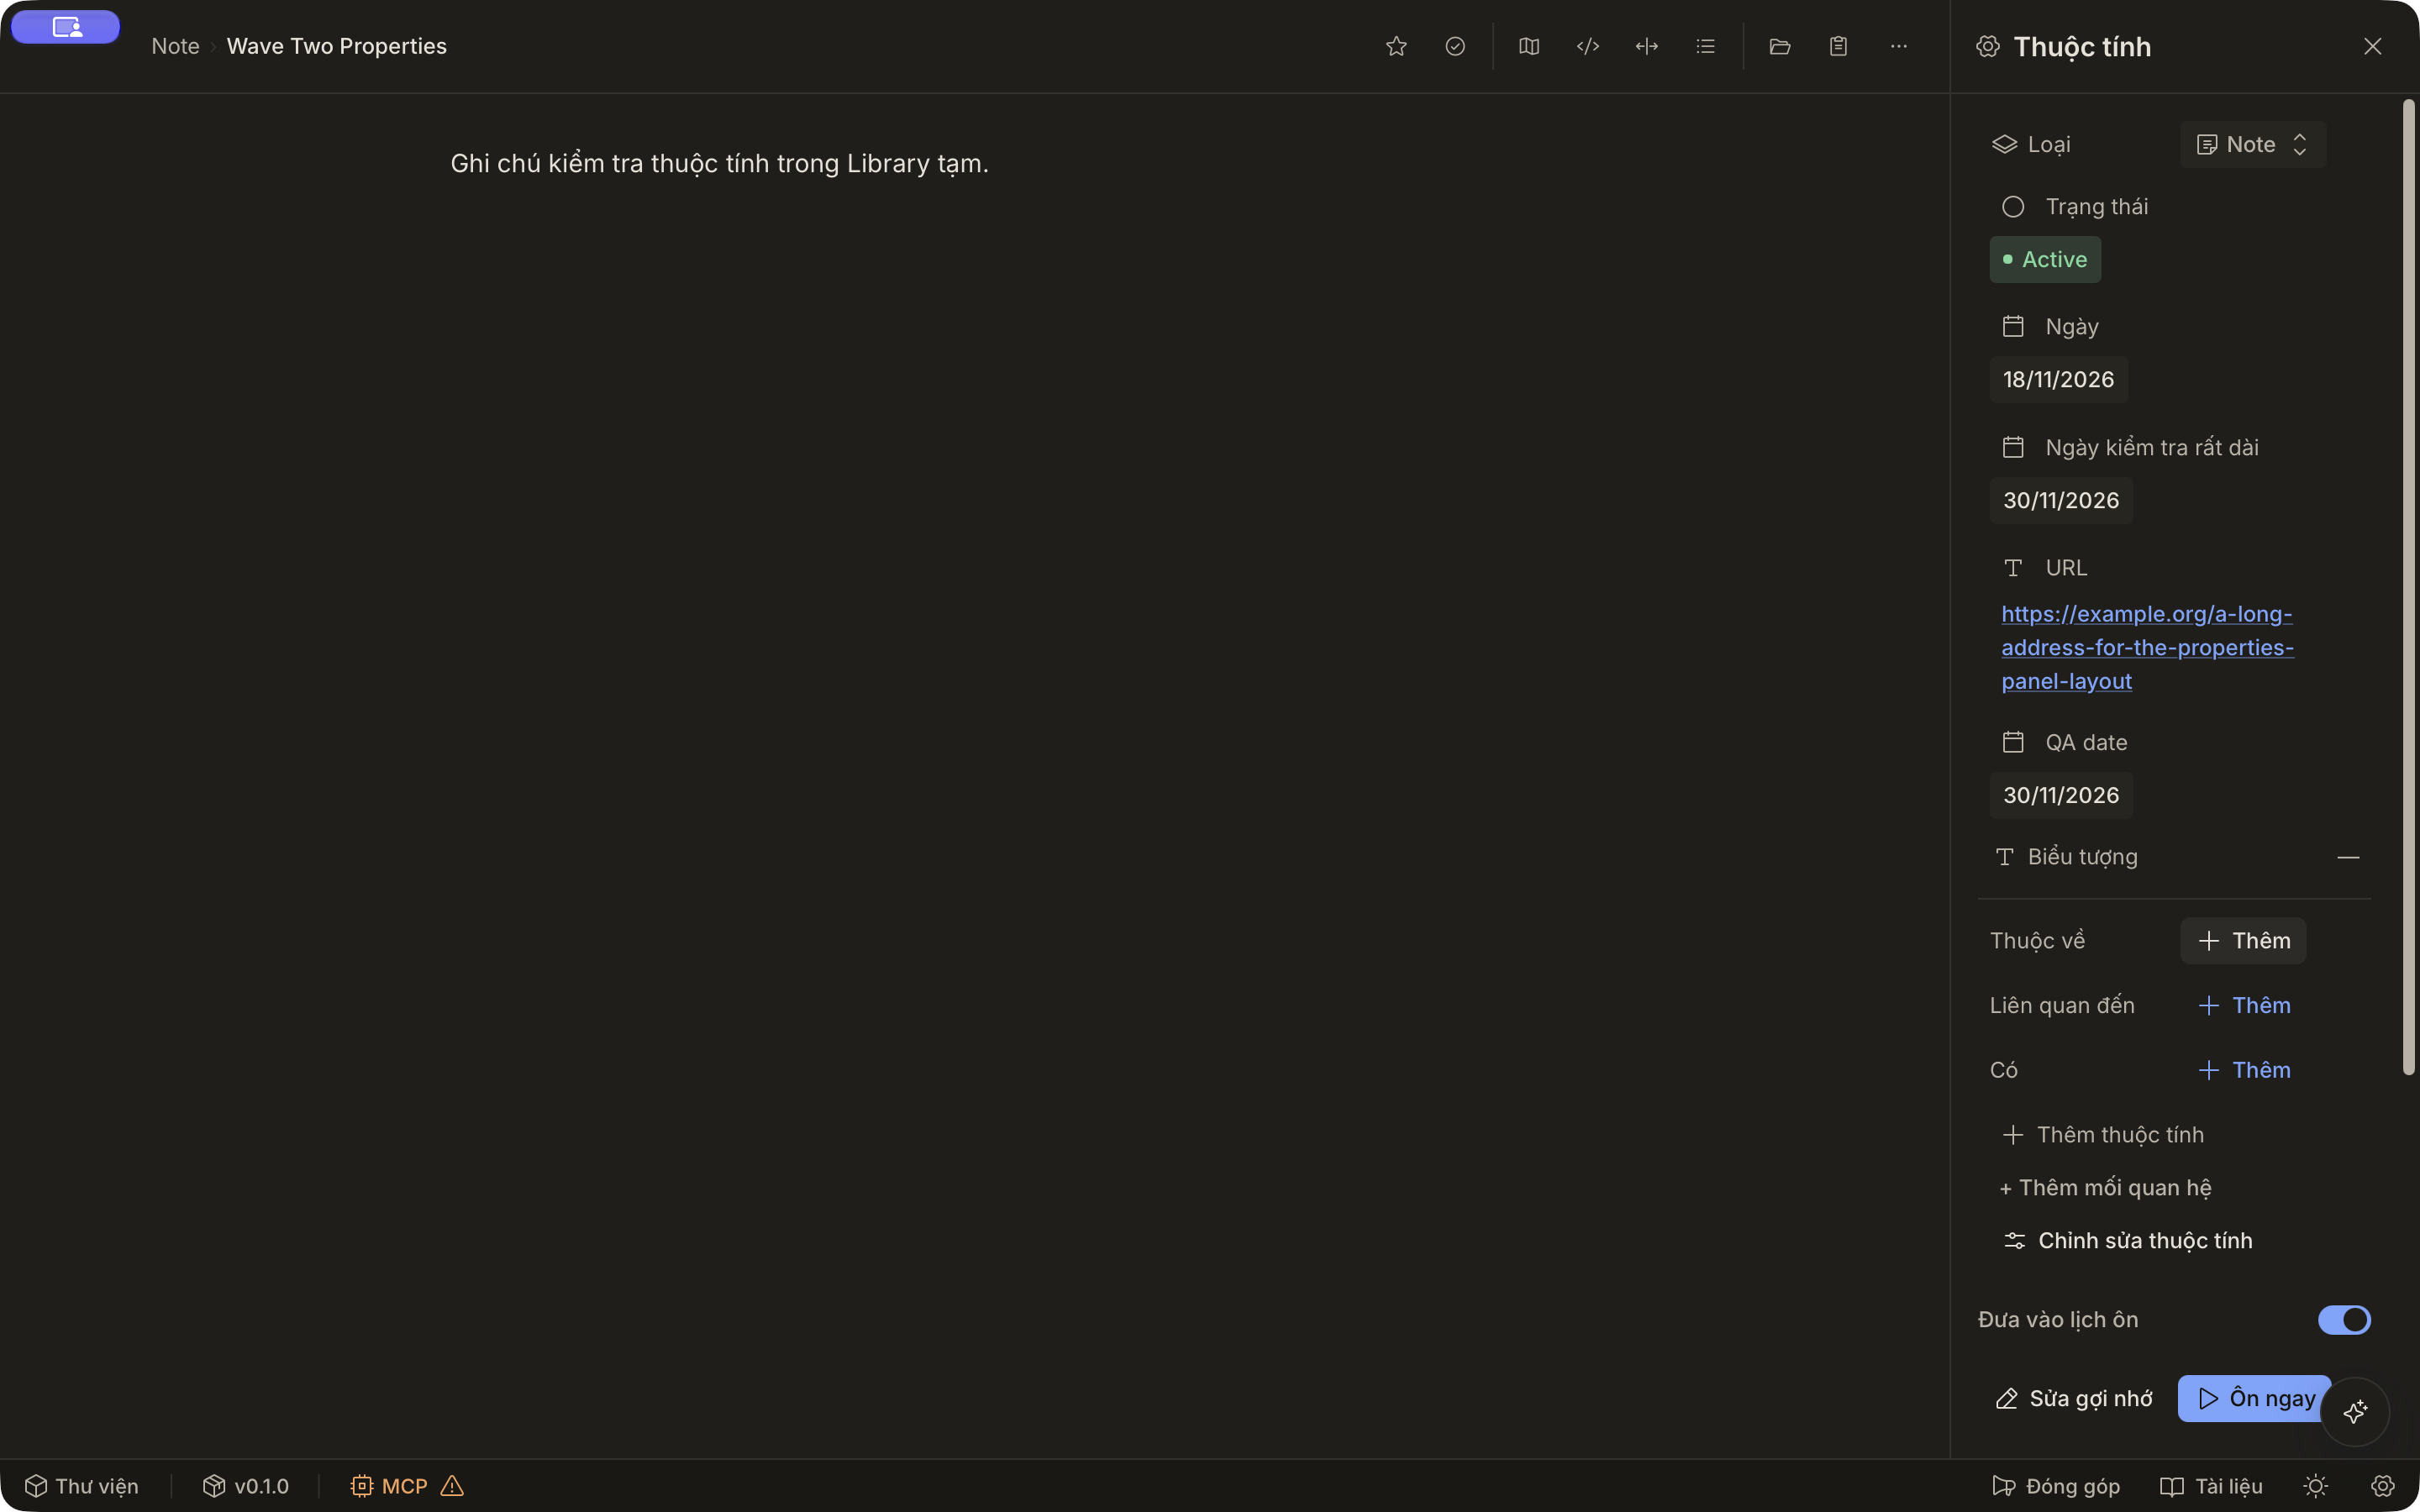 Note › Wave Two Properties
Thuộc tính
Ghi chú kiểm tra thuộc tính trong Library tạm.
Loại
Note
Trạng thái
Active
Ngày
18/11/2026
Ngày kiểm tra rất dài
30/11/2026
URL
https://example.org/a-long-
address-for-the-properties-
panel-layout
QA date
30/11/2026
Biểu tượng —
Thuộc về
+ Thêm
Liên quan đến
+ Thêm
Có
+ Thêm
+ Thêm thuộc tính
+ Thêm mối quan hệ
Chỉnh sửa thuộc tính
Đưa vào lịch ôn
Sửa gợi nhớ
Ôn ngay
Thư viện
v0.1.0
MCP
Đóng góp
Tài liệu